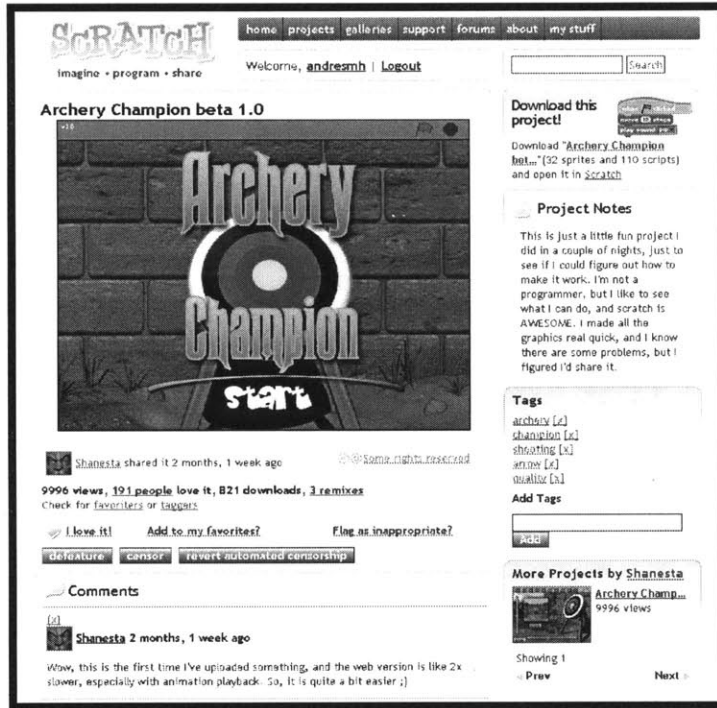 SCRATCH
imagine • program • share
home projects galleries support forums about my stuff
Welcome, andresmh | Logout
Search
Archery Champion beta 1.0
Archery
Champion
start
Shanesta shared it 2 months, 1 week ago
Some rights reserved
9996 views, 191 people love it, 821 downloads, 3 remixes
Check for favoriters or taggers
I love it!
Add to my favorites?
Flag as inappropriate?
defeature censor revert automated censorship
Comments
[x]
Shanesta 2 months, 1 week ago
Wow, this is the first time I've uploaded something, and the web version is like 2x
slower, especially with animation playback. So, it is quite a bit easier ;)
Download this
project!
Download "Archery Champion
bet..."(32 sprites and 110 scripts)
and open it in Scratch
Project Notes
This is just a little fun project I
did in a couple of nights, just to
see if I could figure out how to
make it work. I'm not a
programmer, but I like to see
what I can do, and scratch is
AWESOME. I made all the
graphics real quick, and I know
there are some problems, but I
figured I'd share it.
Tags
archery [x]
champion [x]
shooting [x]
arrow [x]
quality [x]
Add Tags
Add
More Projects by Shanesta
Archery Champ...
9996 views
Showing 1
« Prev
Next »